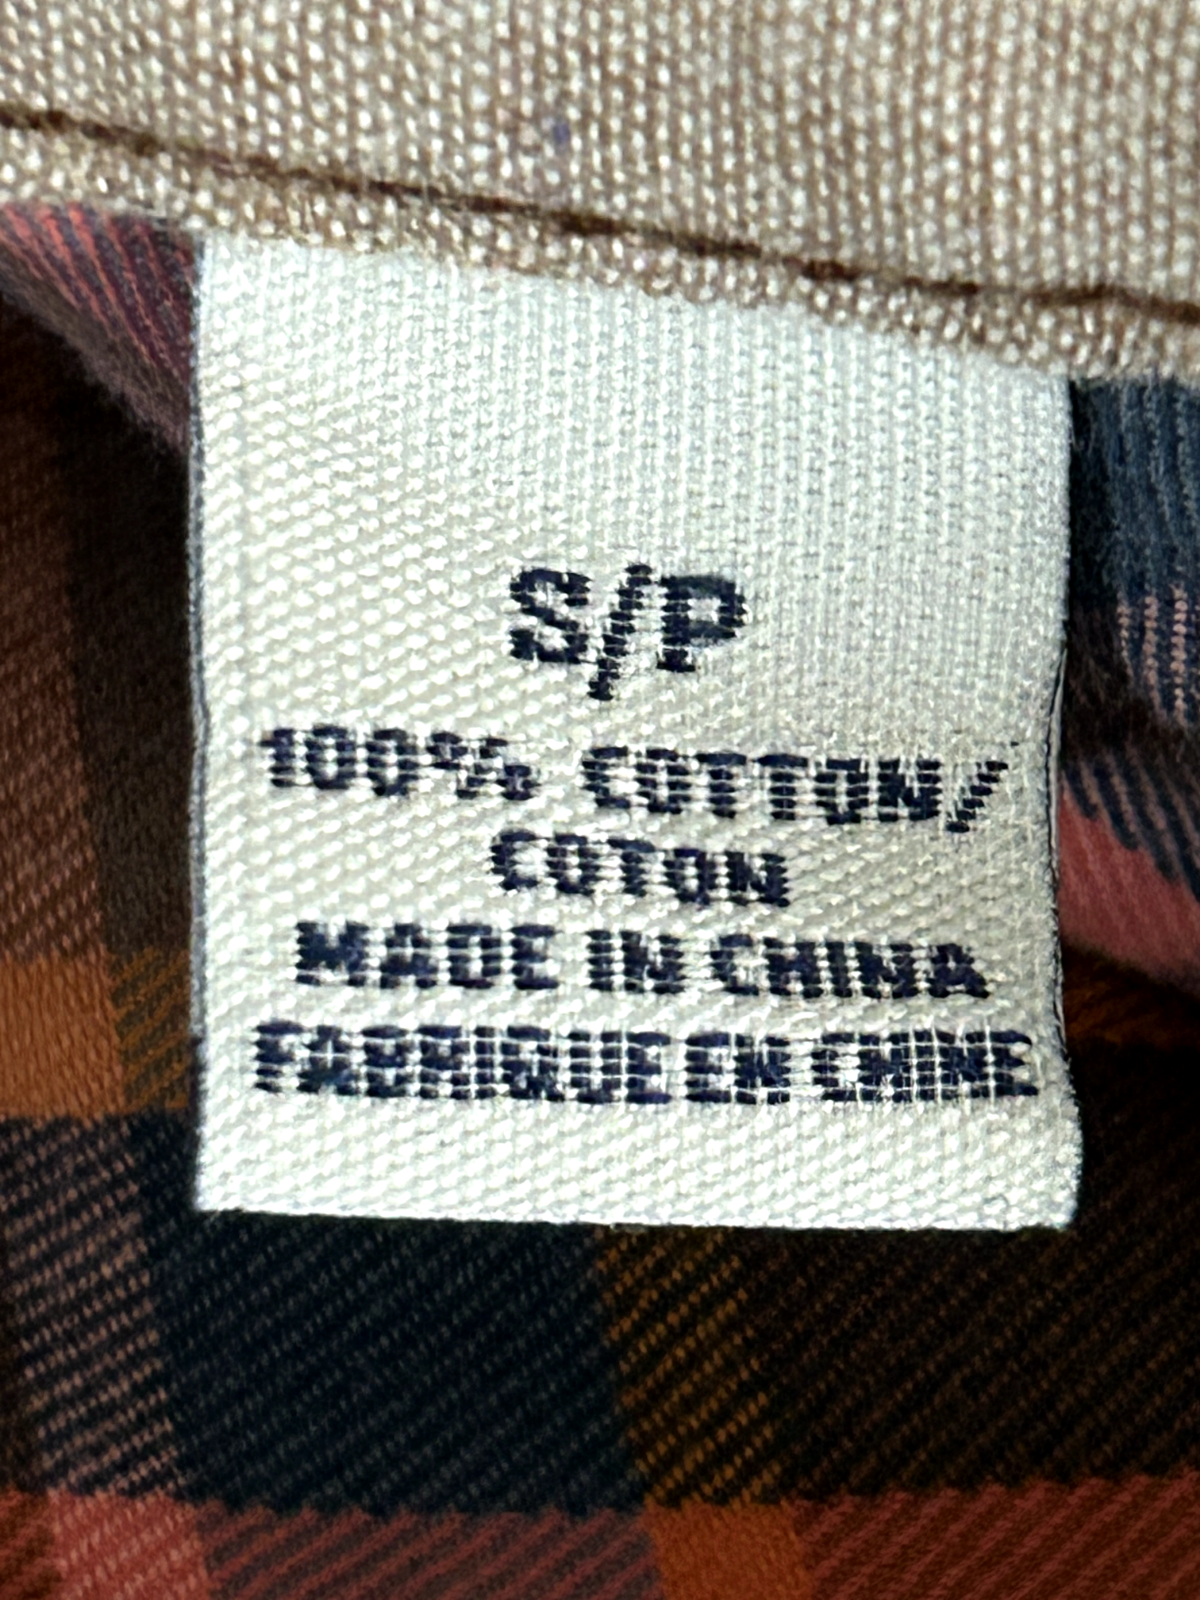 S/P
100% COTTON/
COTON
MADE IN CHINA
FABRIQUE EN CHINE